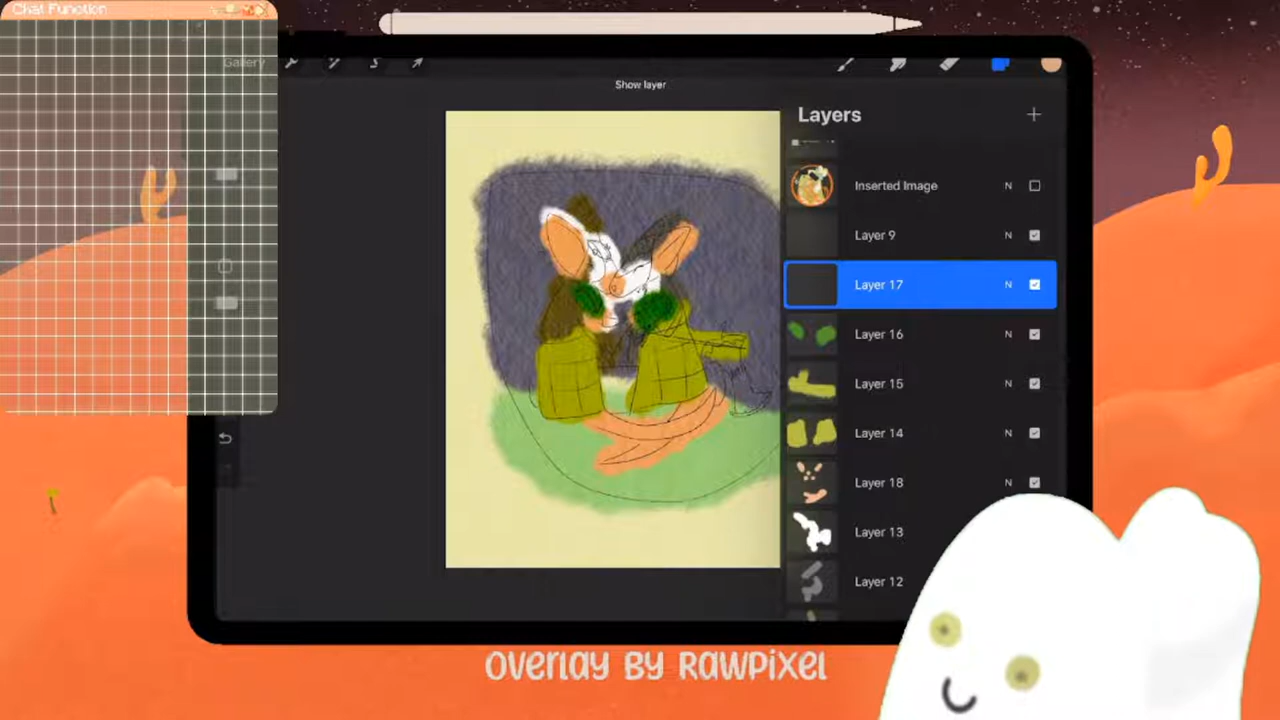 Chat Function
Gallery
Show layer
Layers
Inserted Image N
Layer 9 N
Layer 17 N
Layer 16 N
Layer 15 N
Layer 14 N
Layer 18 N
Layer 13
Layer 12
OVERLAY BY RAWPIXEL